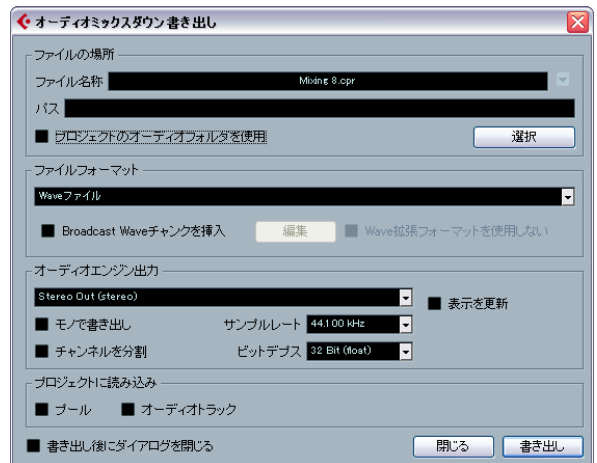 オーディオミックスダウン書き出し
ファイルの場所
ファイル名称 Mixing 8.cpr
パス
プロジェクトのオーディオフォルダを使用 選択
ファイルフォーマット
Waveファイル
Broadcast Waveチャンクを挿入 編集 Wave拡張フォーマットを使用しない
オーディオエンジン出力
Stereo Out (stereo) 表示を更新
モノで書き出し サンプルレート 44.100 kHz
チャンネルを分割 ビットデプス 32 Bit (float)
プロジェクトに読み込み
プール オーディオトラック
書き出し後にダイアログを閉じる 閉じる 書き出し